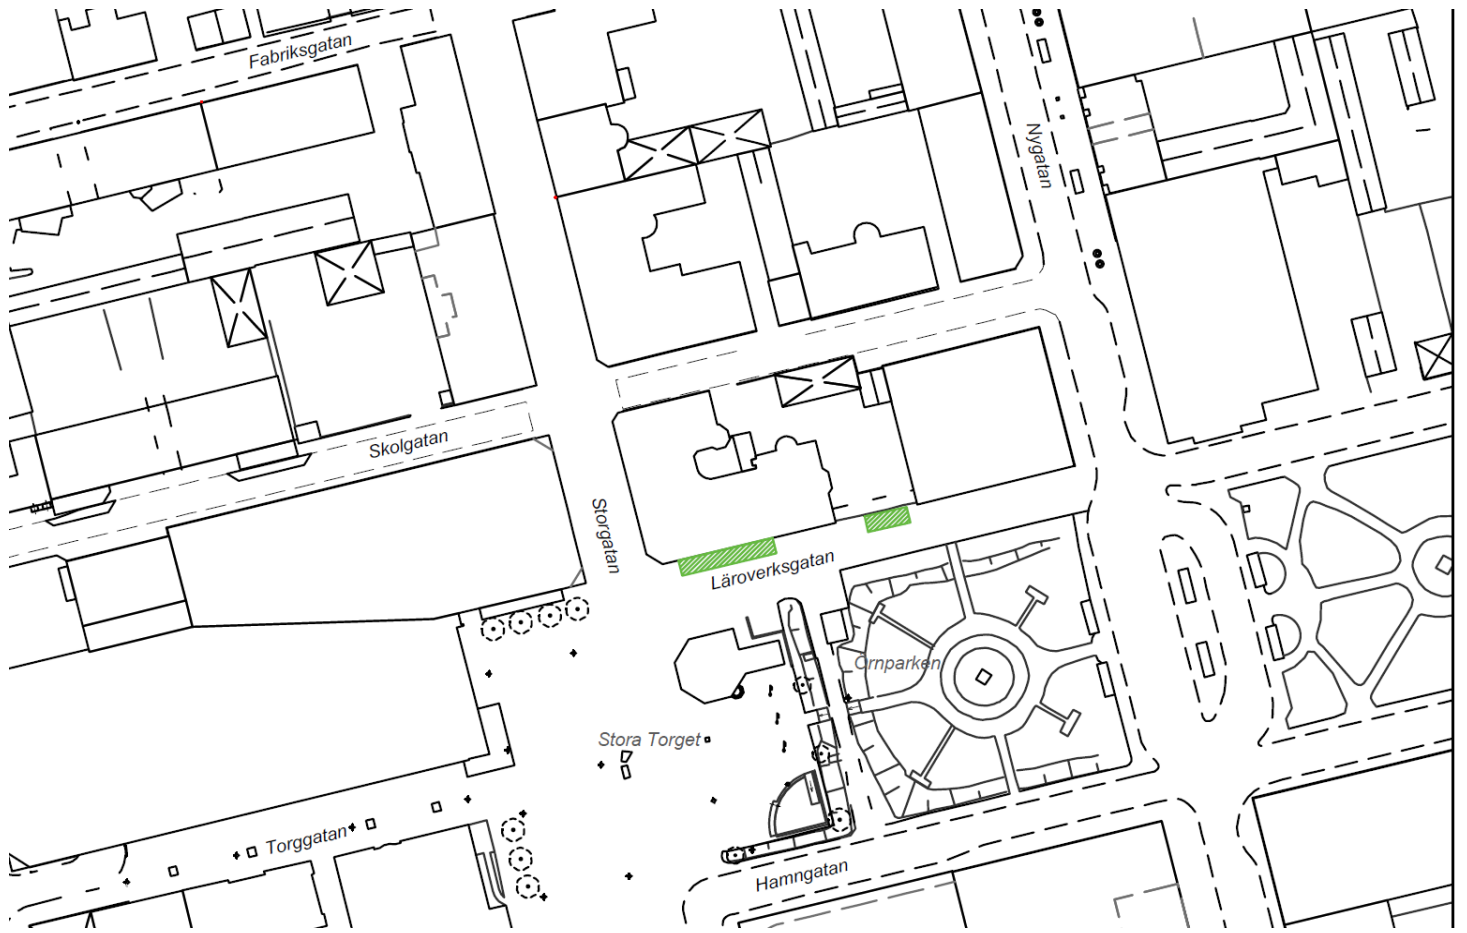 Fabriksgatan
Nygatan
Skolgatan
Storgatan
Läroverksgatan
Örnparken
Stora Torget
Torggatan
Hamngatan